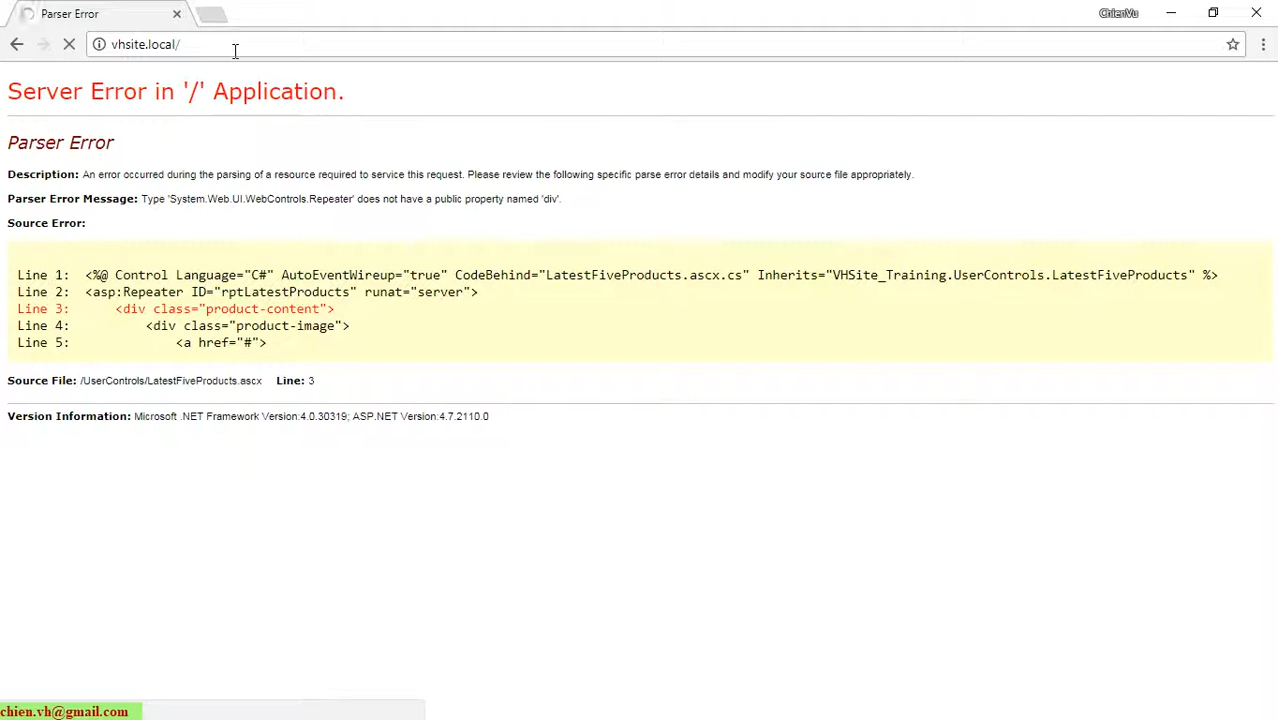 Parser Error
ChienVu
vhsite.local/
Server Error in '/' Application.
Parser Error
Description: An error occurred during the parsing of a resource required to service this request. Please review the following specific parse error details and modify your source file appropriately.
Parser Error Message: Type 'System.Web.UI.WebControls.Repeater' does not have a public property named 'div'.
Source Error:
Line 1: <%@ Control Language="C#" AutoEventWireup="true" CodeBehind="LatestFiveProducts.ascx.cs" Inherits="VHSite_Training.UserControls.LatestFiveProducts" %>
Line 2: <asp:Repeater ID="rptLatestProducts" runat="server">
Line 3: <div class="product-content">
Line 4: <div class="product-image">
Line 5: <a href="#">
Source File: /UserControls/LatestFiveProducts.ascx Line: 3
Version Information: Microsoft .NET Framework Version:4.0.30319; ASP.NET Version:4.7.2110.0
chien.vh@gmail.com